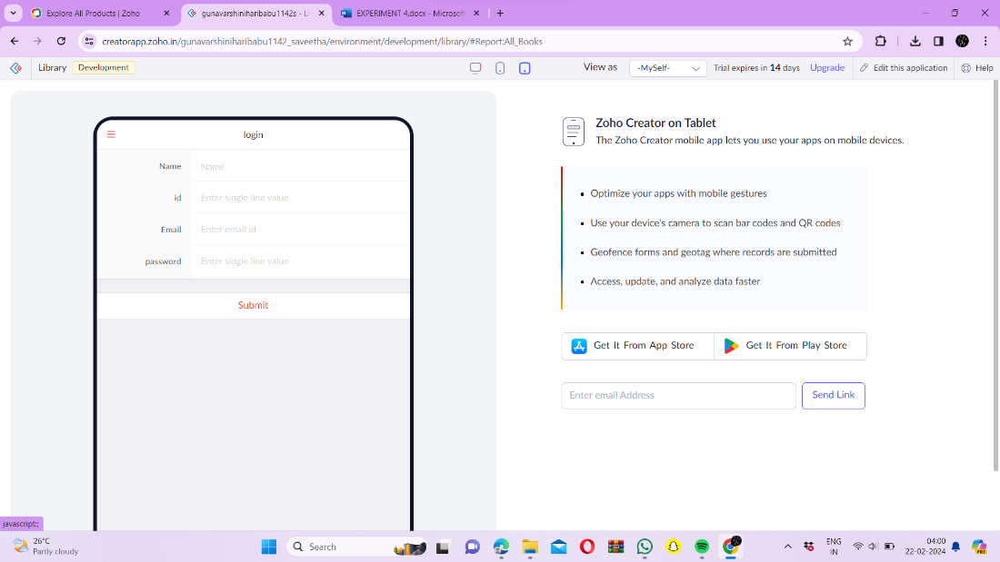 Explore All Products | Zoho
gunavarshiniharibabu1142s - Li
EXPERIMENT 4.docx - Microsoft
creatorapp.zoho.in/gunavarshiniharibabu1142_saveetha/environment/development/library/#Report:All_Books
Library
Development
View as
-MySelf-
Trial expires in 14 days
Upgrade
Edit this application
Help
login
Name
Name
id
Enter single line value
Email
Enter email id
password
Enter single line value
Submit
Zoho Creator on Tablet
The Zoho Creator mobile app lets you use your apps on mobile devices.
Optimize your apps with mobile gestures
Use your device's camera to scan bar codes and QR codes
Geofence forms and geotag where records are submitted
Access, update, and analyze data faster
Get It From App Store
Get It From Play Store
Enter email Address
Send Link
javascript:;
26°C
Partly cloudy
Search
ENG
IN
04:00
22-02-2024
PRE